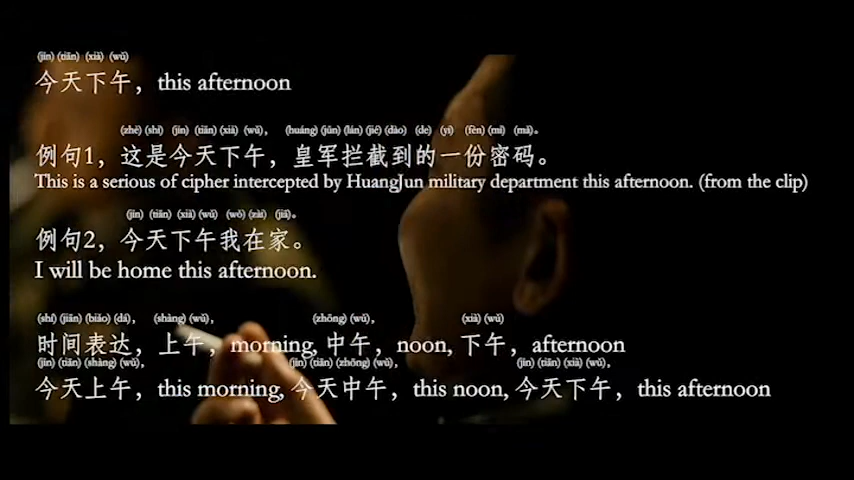 (jīn) (tiān) (xià) (wǔ)
今天下午，this afternoon
(zhè) (shì) (jīn) (tiān) (xià) (wǔ)， (huáng) (jūn) (lán) (jié) (dào) (de) (yí) (fèn) (mì) (mǎ)。
例句1，这是今天下午，皇军拦截到的一份密码。
This is a serious of cipher intercepted by HuangJun military department this afternoon. (from the clip)
(jīn) (tiān) (xià) (wǔ) (wǒ) (zài) (jiā)。
例句2，今天下午我在家。
I will be home this afternoon.
(shí) (jiān) (biǎo) (dá)， (shàng) (wǔ)， (zhōng) (wǔ)， (xià) (wǔ)
时间表达，上午，morning, 中午，noon, 下午，afternoon
(jīn) (tiān) (shàng) (wǔ)， (jīn) (tiān) (zhōng) (wǔ)， (jīn) (tiān) (xià) (wǔ)，
今天上午，this morning, 今天中午，this noon, 今天下午，this afternoon